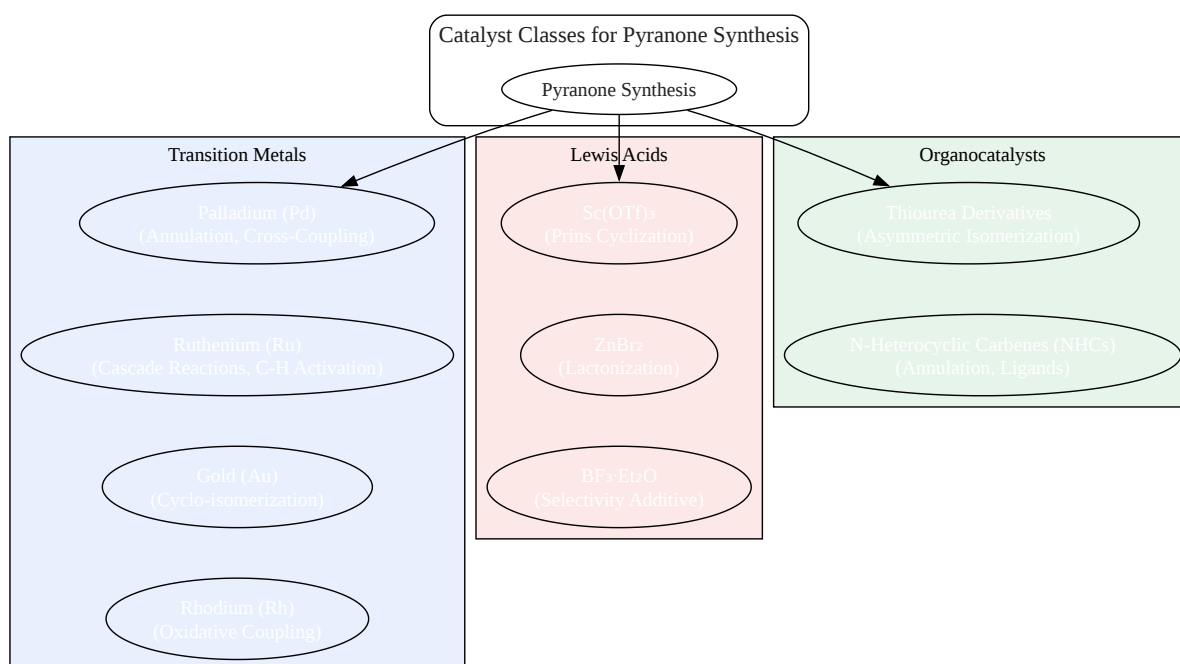 Catalyst Classes for Pyranone Synthesis
Pyranone Synthesis
Transition Metals
Palladium (Pd)
(Annulation, Cross-Coupling)
Ruthenium (Ru)
(Cascade Reactions, C-H Activation)
Gold (Au)
(Cyclo-isomerization)
Rhodium (Rh)
(Oxidative Coupling)
Lewis Acids
Sc(OTf)₃
(Prins Cyclization)
ZnBr₂
(Lactonization)
BF₃·Et₂O
(Selectivity Additive)
Organocatalysts
Thiourea Derivatives
(Asymmetric Isomerization)
N-Heterocyclic Carbenes (NHCs)
(Annulation, Ligands)